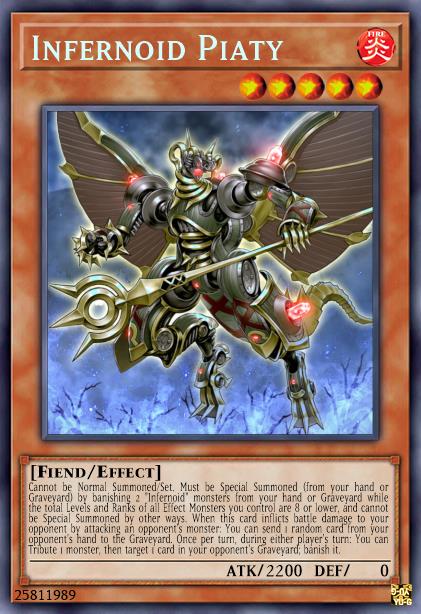 INFERNOID PIATY
FIRE
炎
[FIEND/EFFECT]
Cannot be Normal Summoned/Set. Must be Special Summoned (from your hand or
Graveyard) by banishing 2 "Infernoid" monsters from your hand or Graveyard while
the total Levels and Ranks of all Effect Monsters you control are 8 or lower, and cannot
be Special Summoned by other ways. When this card inflicts battle damage to your
opponent by attacking an opponent's monster: You can send 1 random card from your
opponent's hand to the Graveyard. Once per turn, during either player's turn: You can
Tribute 1 monster, then target 1 card in your opponent's Graveyard; banish it.
ATK/2200 DEF/ 0
25811989